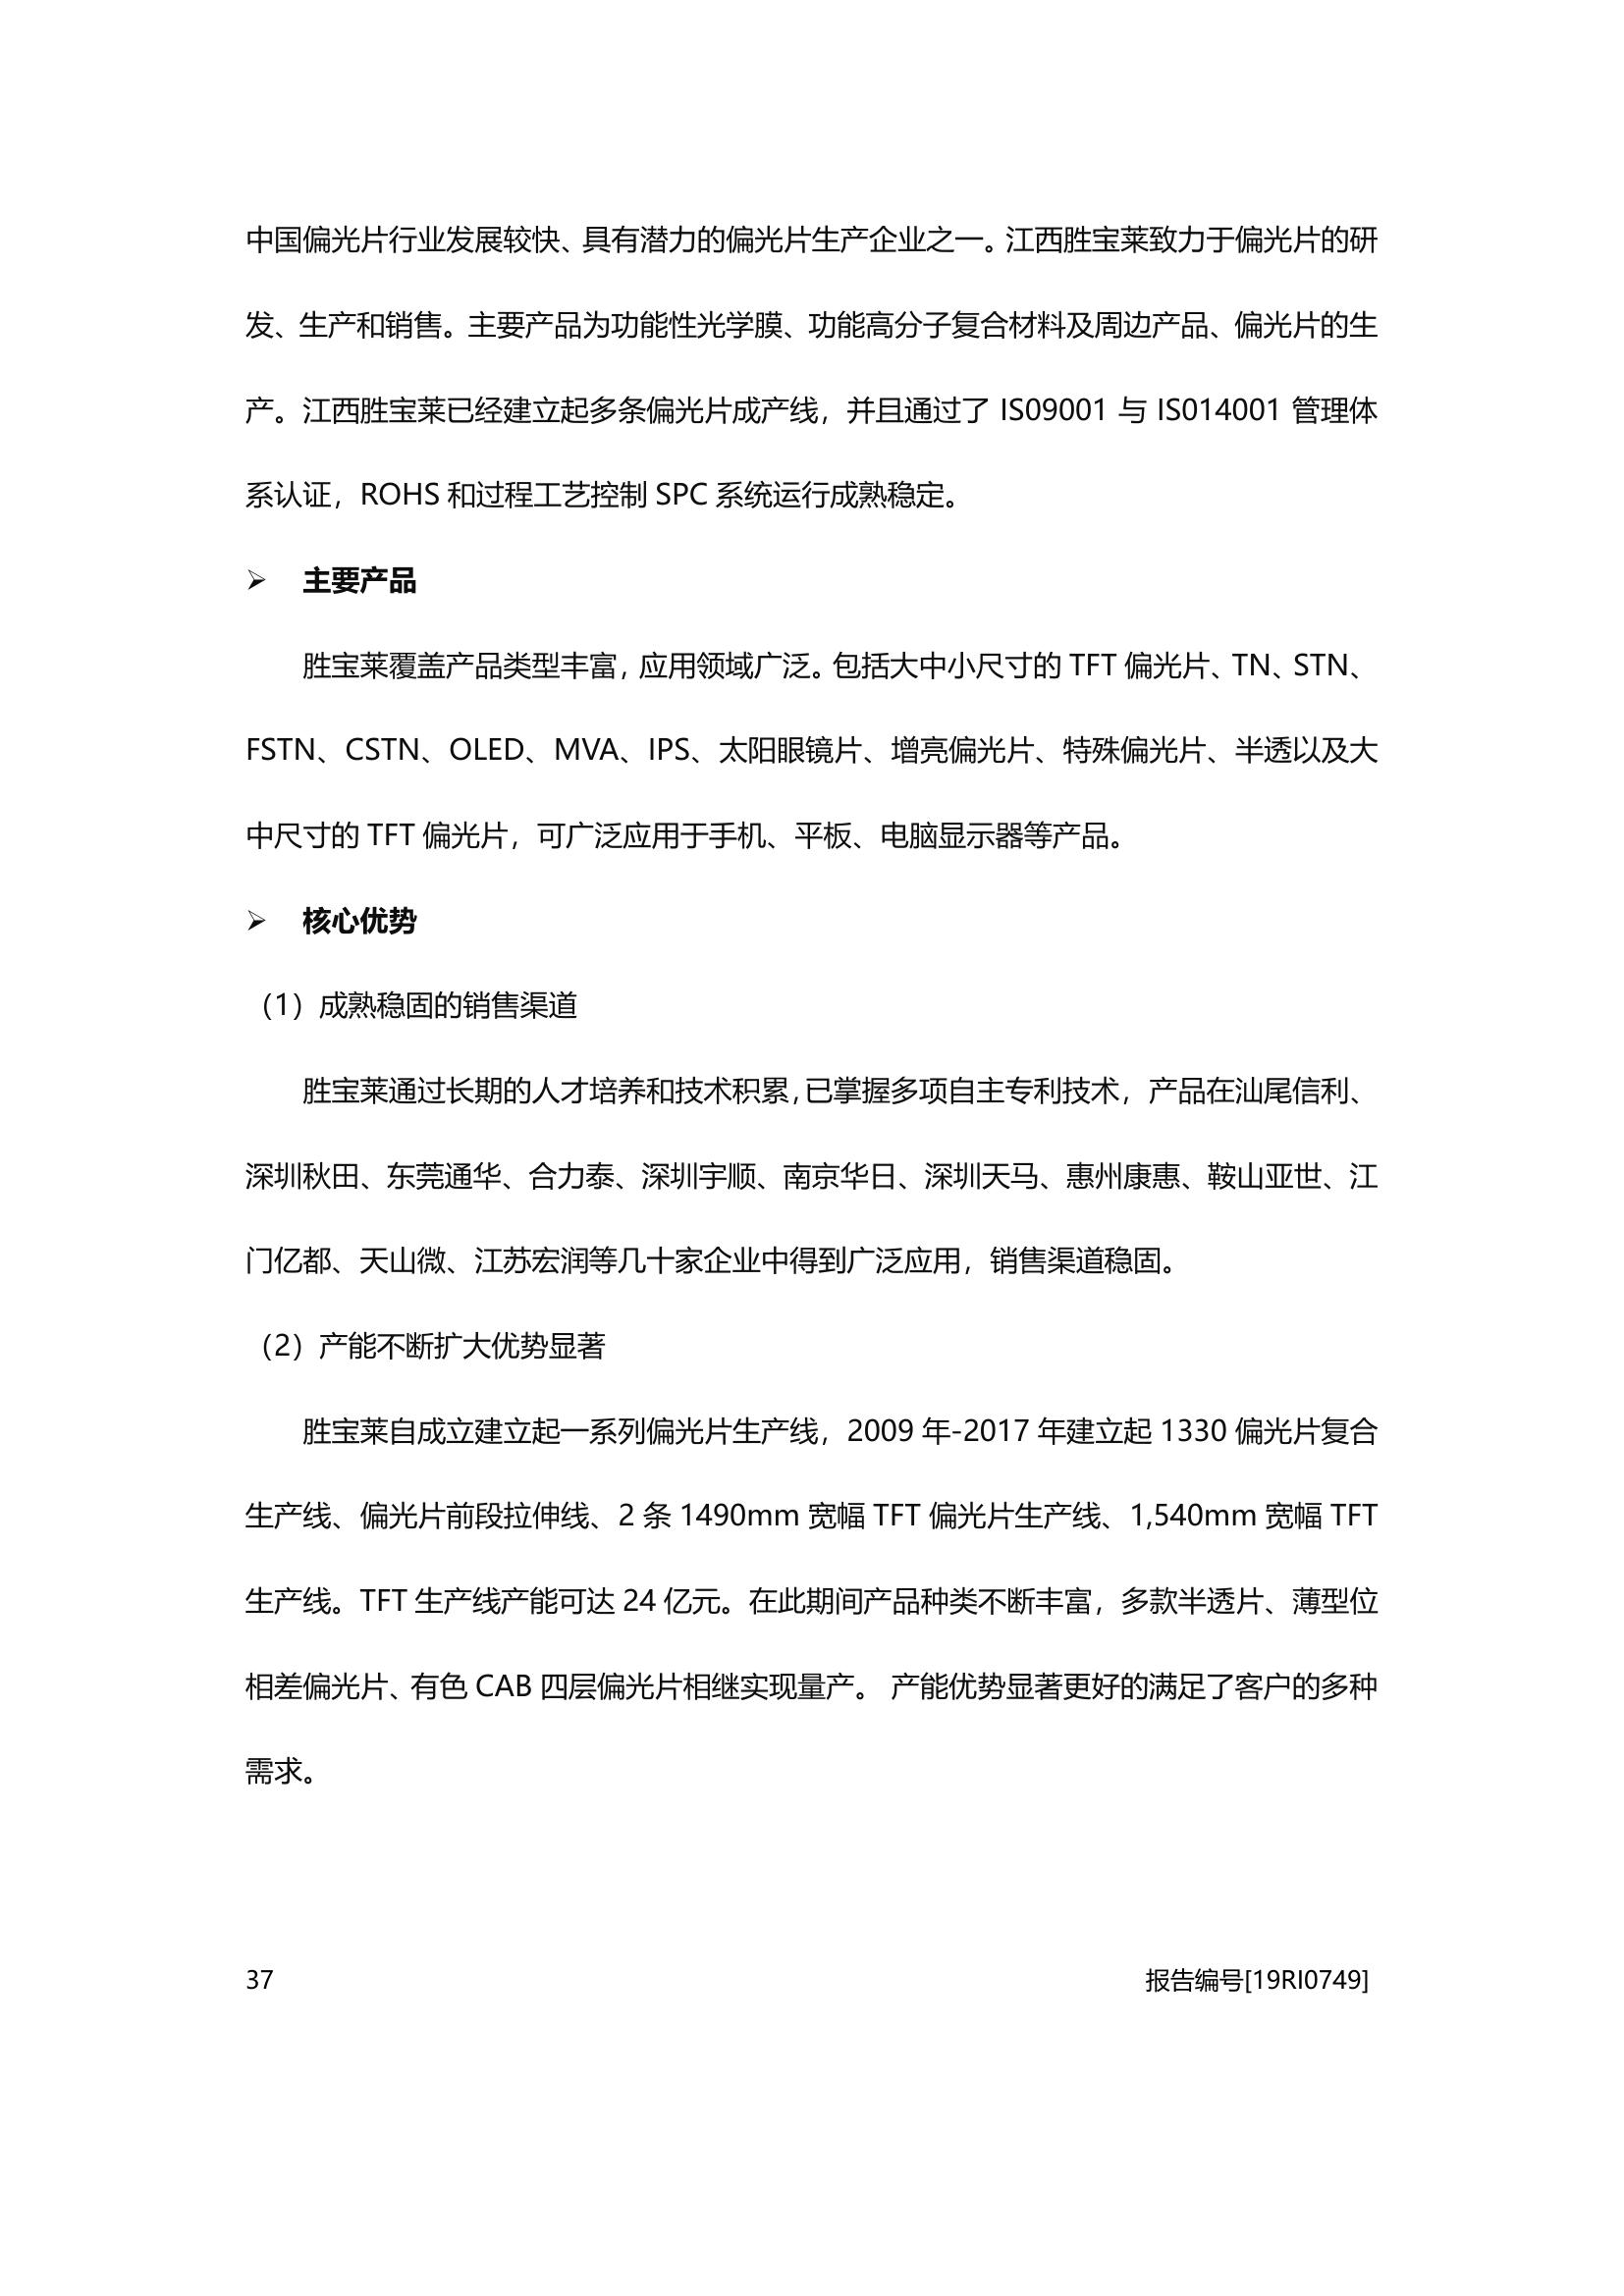 中国偏光片行业发展较快、具有潜力的偏光片生产企业之一。江西胜宝莱致力于偏光片的研
发、生产和销售。主要产品为功能性光学膜、功能高分子复合材料及周边产品、偏光片的生
产。江西胜宝莱已经建立起多条偏光片成产线，并且通过了 IS09001 与 IS014001 管理体
系认证，ROHS 和过程工艺控制 SPC 系统运行成熟稳定。
➢ 主要产品
胜宝莱覆盖产品类型丰富，应用领域广泛。包括大中小尺寸的 TFT 偏光片、TN、STN、
FSTN、CSTN、OLED、MVA、IPS、太阳眼镜片、增亮偏光片、特殊偏光片、半透以及大
中尺寸的 TFT 偏光片，可广泛应用于手机、平板、电脑显示器等产品。
➢ 核心优势
（1）成熟稳固的销售渠道
胜宝莱通过长期的人才培养和技术积累，已掌握多项自主专利技术，产品在汕尾信利、
深圳秋田、东莞通华、合力泰、深圳宇顺、南京华日、深圳天马、惠州康惠、鞍山亚世、江
门亿都、天山微、江苏宏润等几十家企业中得到广泛应用，销售渠道稳固。
（2）产能不断扩大优势显著
胜宝莱自成立建立起一系列偏光片生产线，2009 年-2017 年建立起 1330 偏光片复合
生产线、偏光片前段拉伸线、2 条 1490mm 宽幅 TFT 偏光片生产线、1,540mm 宽幅 TFT
生产线。TFT 生产线产能可达 24 亿元。在此期间产品种类不断丰富，多款半透片、薄型位
相差偏光片、有色 CAB 四层偏光片相继实现量产。 产能优势显著更好的满足了客户的多种
需求。
37 报告编号[19RI0749]